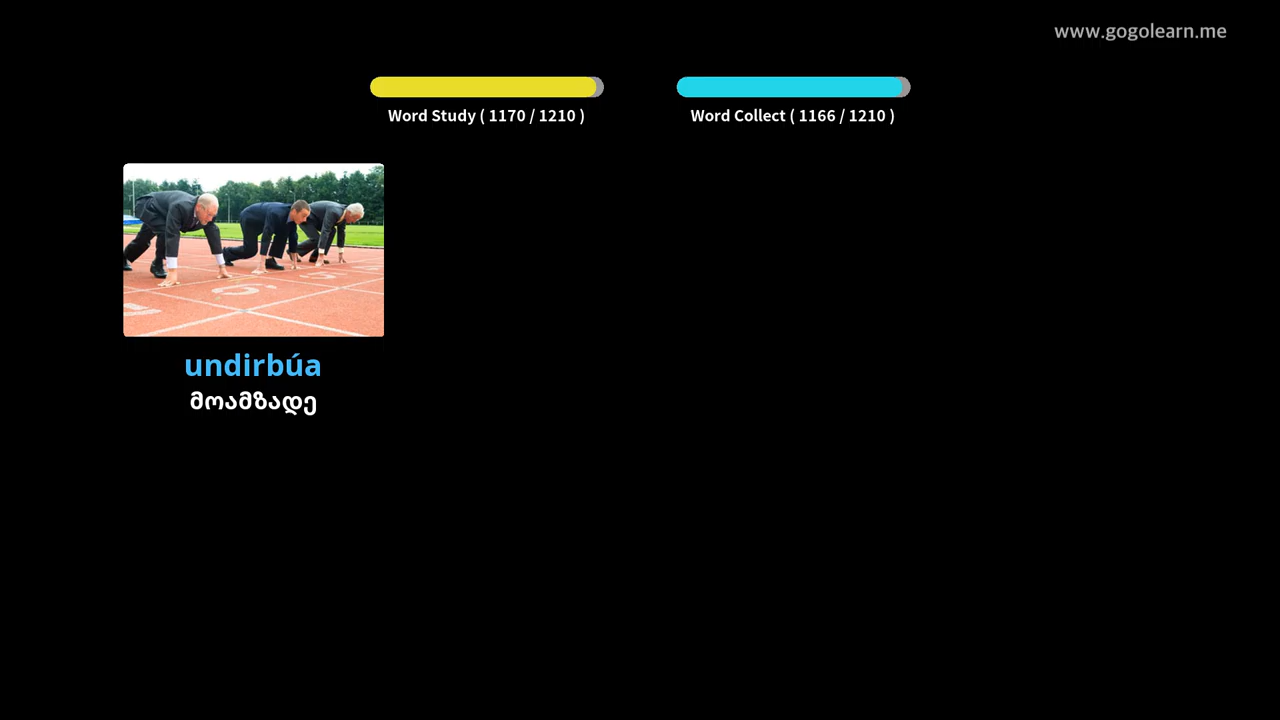 www.gogolearn.me
Word Study ( 1170 / 1210 )
Word Collect ( 1166 / 1210 )
undirbúa
მოამზადე